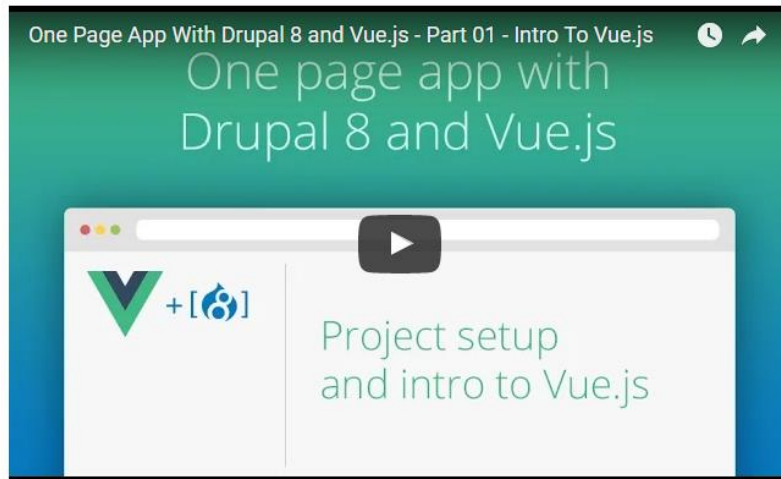 One Page App With Drupal 8 and Vue.js - Part 01 - Intro To Vue.js
One page app with
Drupal 8 and Vue.js
+ [8]
Project setup
and intro to Vue.js